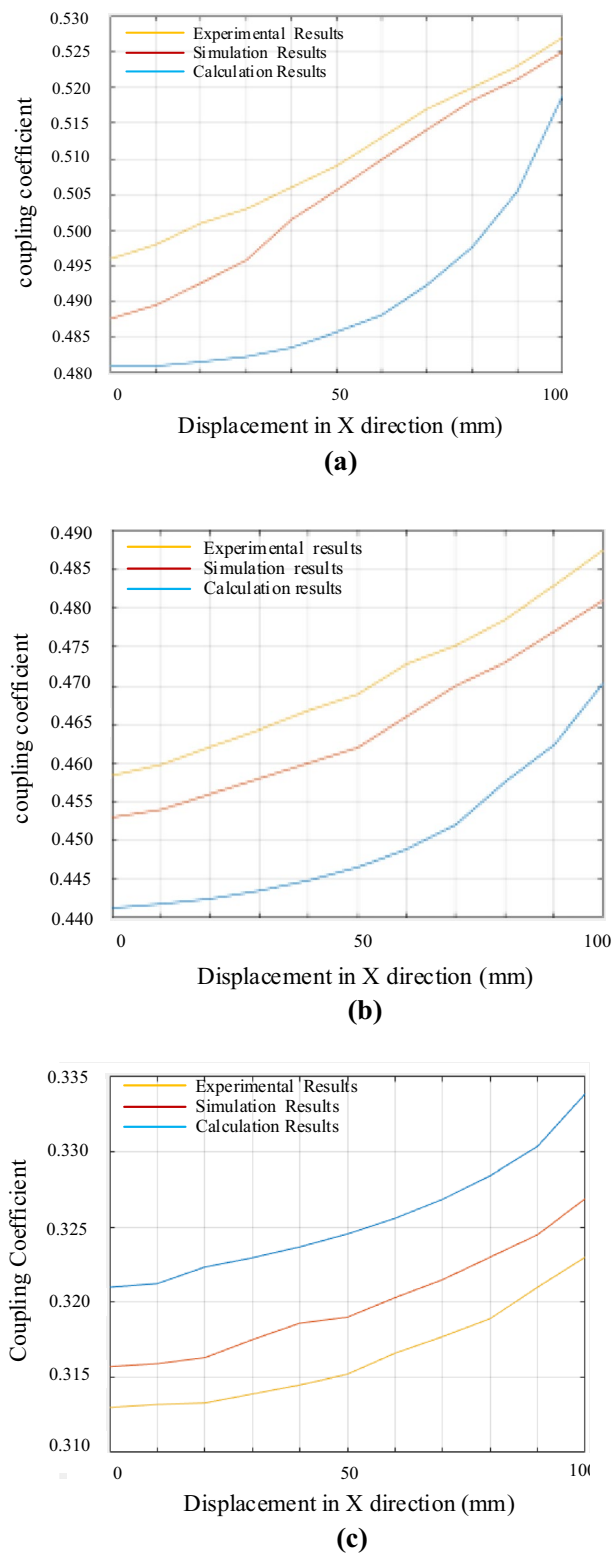 0.530
0.525
0.520
0.515
0.510
0.505
0.500
0.495
0.490
0.485
0.480
coupling coefficient
Experimental Results
Simulation Results
Calculation Results
0 50 100
Displacement in X direction (mm)
(a)
0.490
0.485
0.480
0.475
0.470
0.465
0.460
0.455
0.450
0.445
0.440
coupling coefficient
Experimental results
Simulation results
Calculation results
0 50 100
Displacement in X direction (mm)
(b)
0.335
0.330
0.325
0.320
0.315
0.310
Coupling Coefficient
Experimental Results
Simulation Results
Calculation Results
0 50 100
Displacement in X direction (mm)
(c)